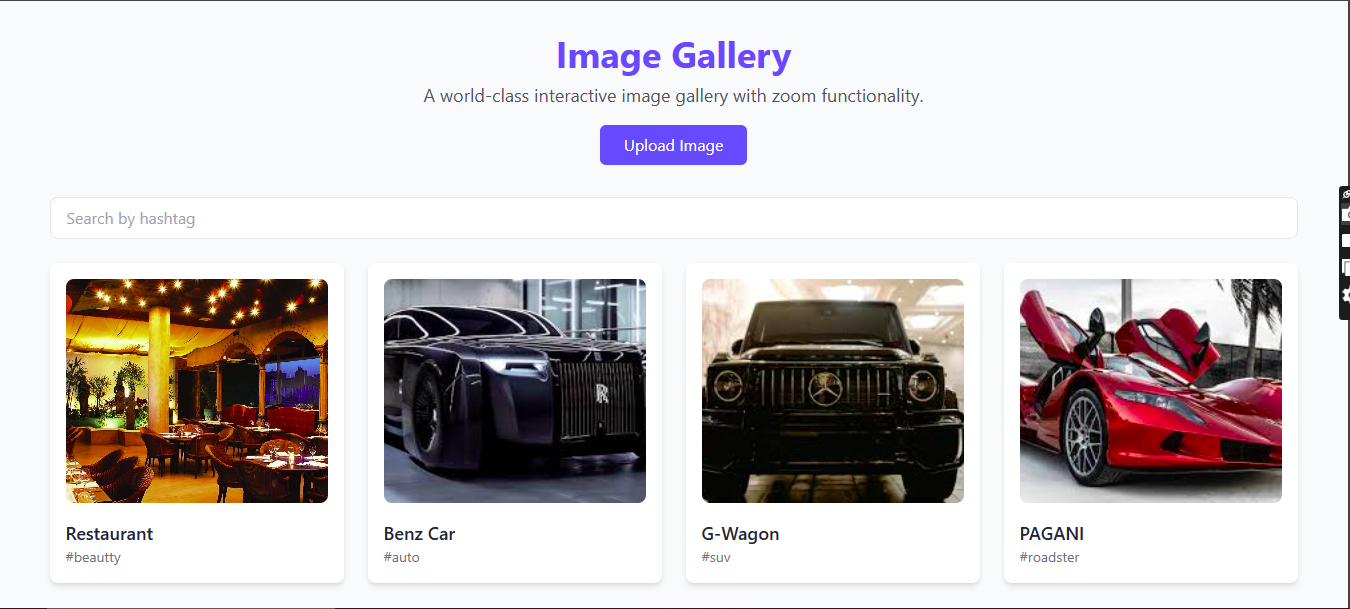 Image Gallery
A world-class interactive image gallery with zoom functionality.
Upload Image
Search by hashtag
Restaurant
#beautty
Benz Car
#auto
G-Wagon
#suv
PAGANI
#roadster